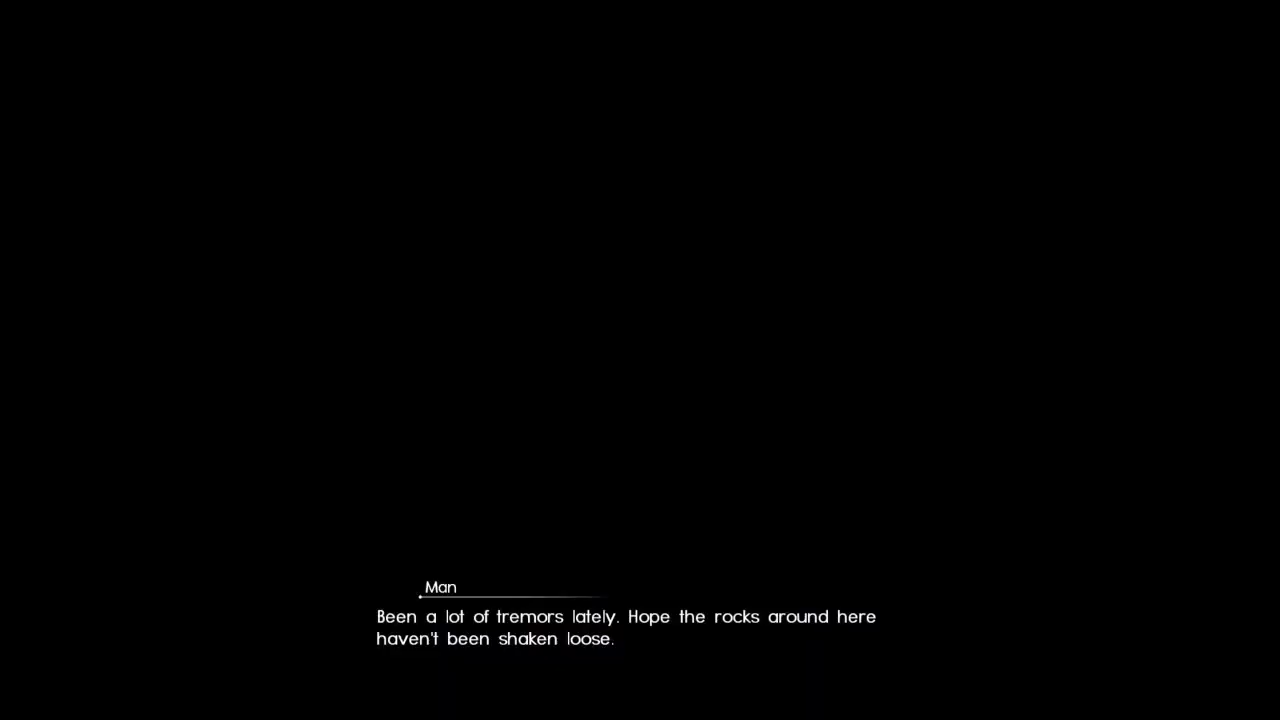 Man
Been a lot of tremors lately. Hope the rocks around here
haven't been shaken loose.